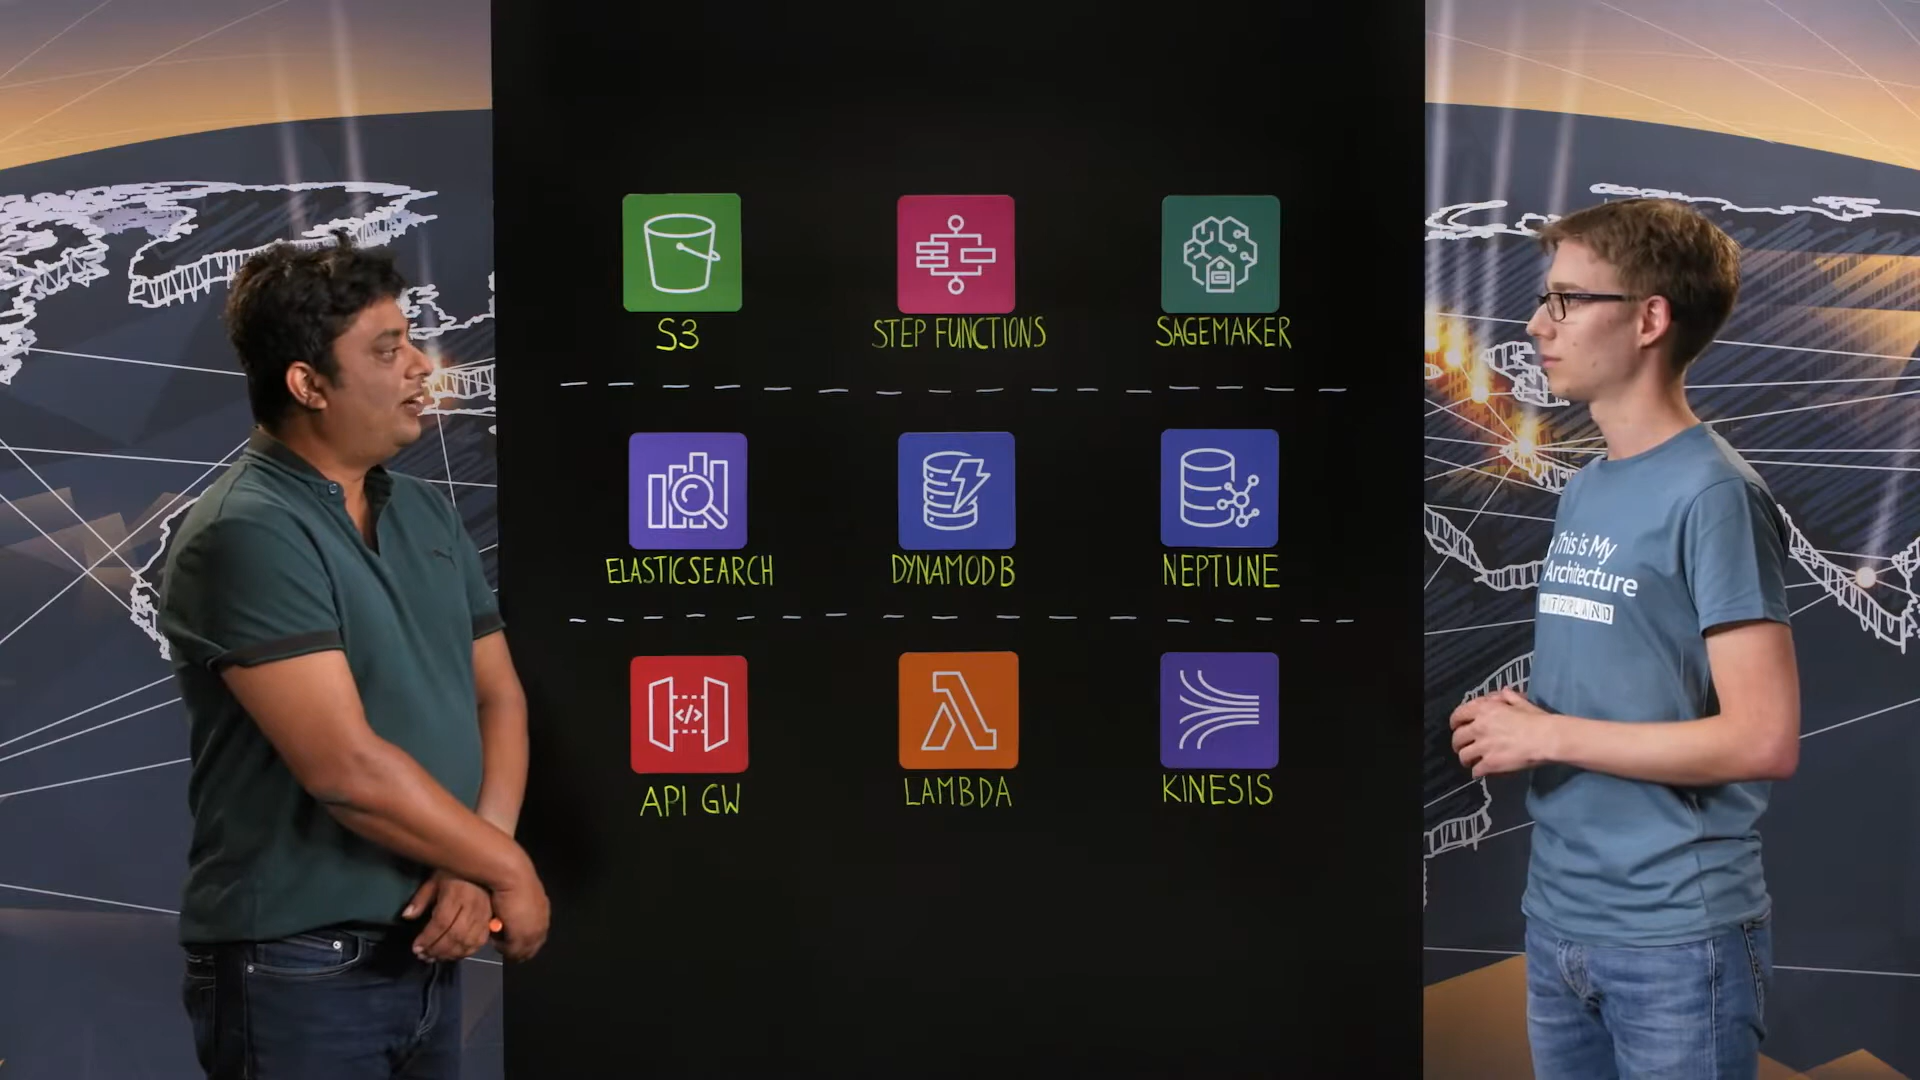 S3
STEP FUNCTIONS
SAGEMAKER
ELASTICSEARCH
DYNAMODB
NEPTUNE
</>
API GW
LAMBDA
KINESIS
This is My
Architecture